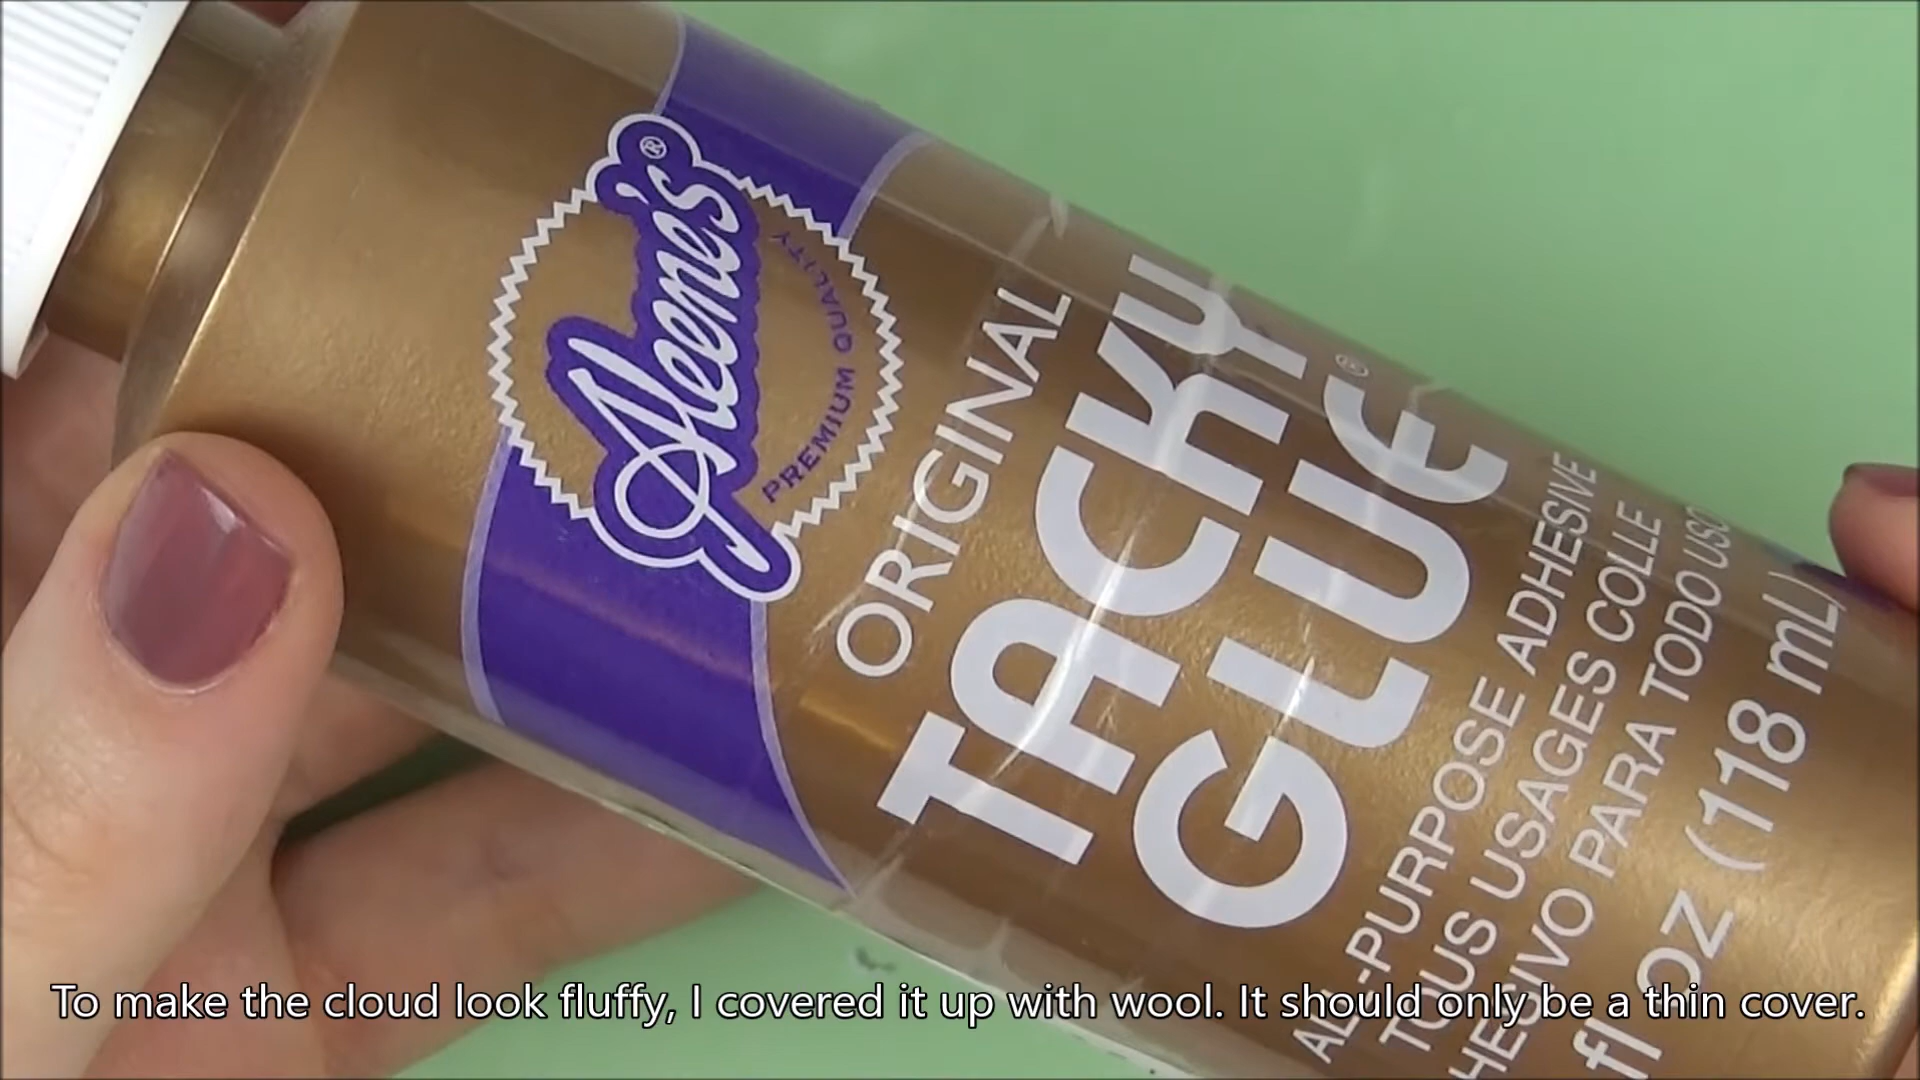 Aleene's®
PREMIUM QUALITY
ORIGINAL
TACKY
GLUE®
ALL-PURPOSE ADHESIVE
TOUS USAGES COLLE
HESIVO PARA TODO USO
fl oz (118 mL)
To make the cloud look fluffy, I covered it up with wool. It should only be a thin cover.